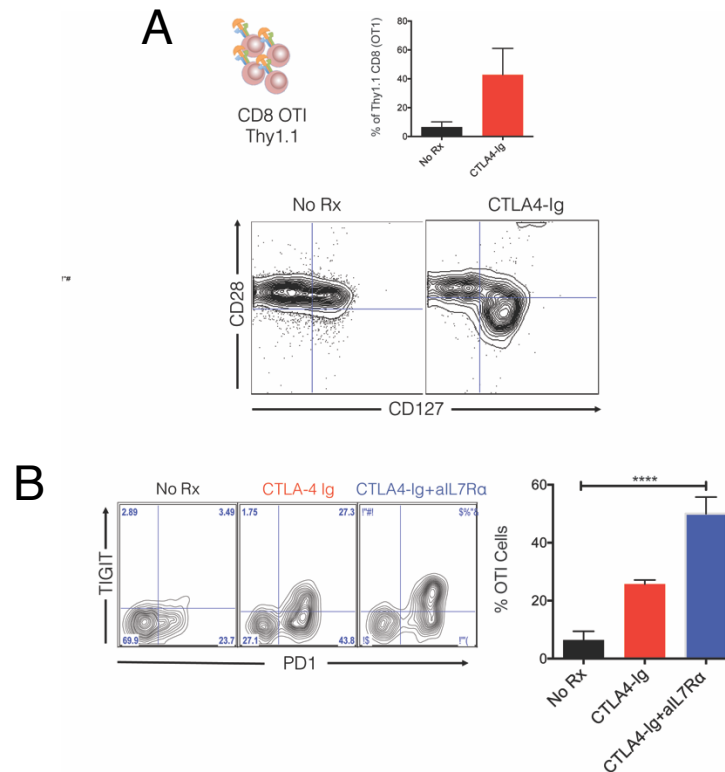 A
CD8 OTI
Thy1.1
% of Thy1.1 CD8 (OT1)
80
60
40
20
0
No Rx
CTLA4-Ig
No Rx
CTLA4-Ig
!"#
CD28
CD127
B
No Rx
CTLA-4 Ig
CTLA4-Ig+aIL7Rα
2.89
3.49
69.9
23.7
1.75
27.3
27.1
43.8
!"#!
!$
TIGIT
PD1
% OTI Cells
60
40
20
0
****
No Rx
CTLA4-Ig
CTLA4-Ig+aIL7Rα